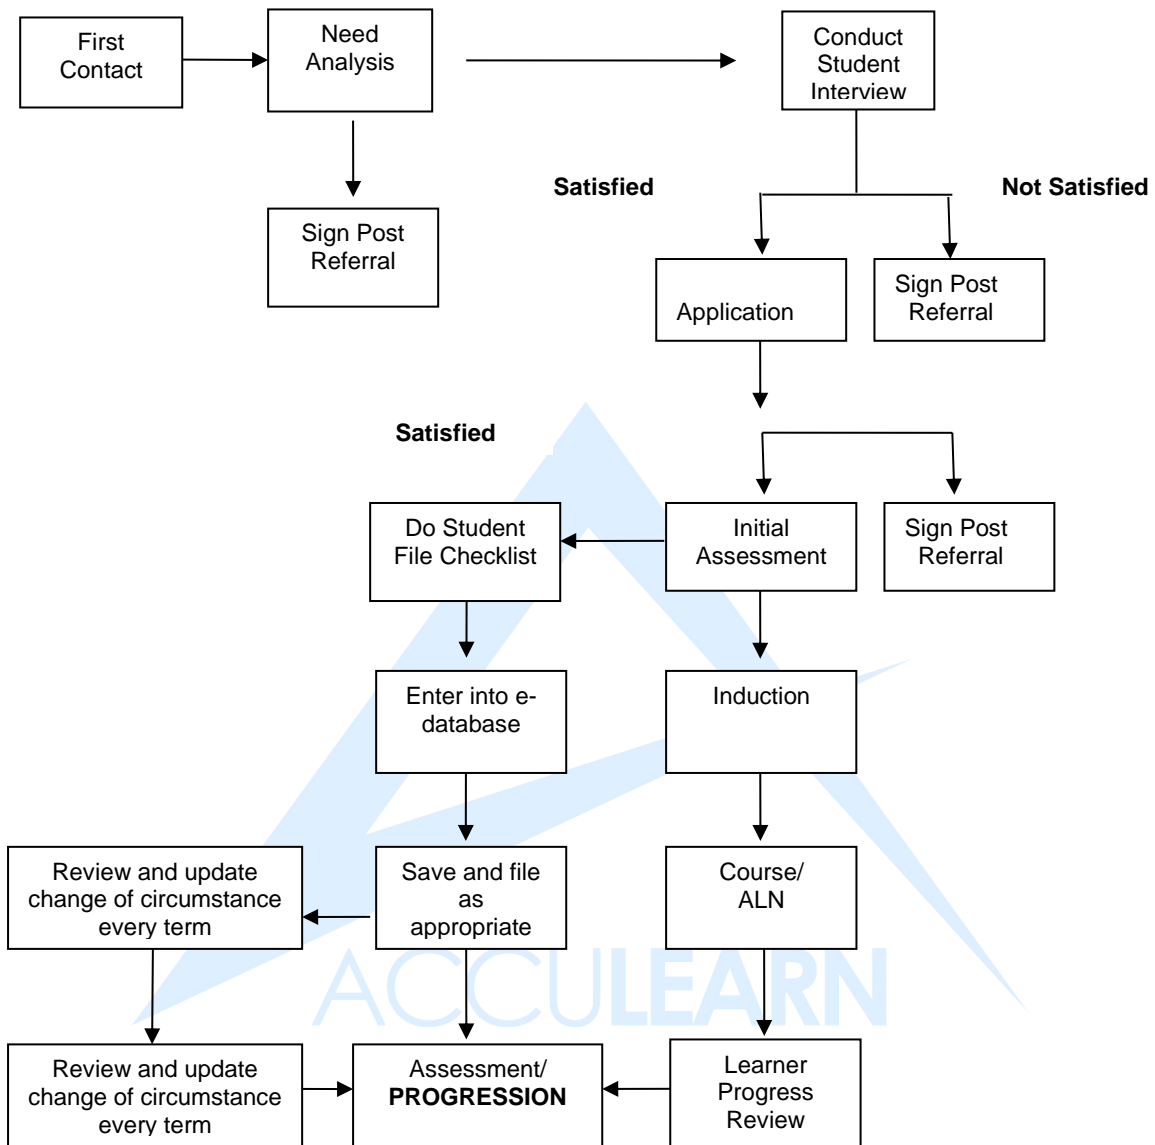 First
Contact
Need
Analysis
Conduct
Student
Interview
Satisfied
Not Satisfied
Sign Post
Referral
Application
Sign Post
Referral
Satisfied
Do Student
File Checklist
Initial
Assessment
Sign Post
Referral
Enter into e-
database
Induction
Review and update
change of circumstance
every term
Save and file
as
appropriate
Course/
ALN
ACCULEARN
Review and update
change of circumstance
every term
Assessment/
PROGRESSION
Learner
Progress
Review